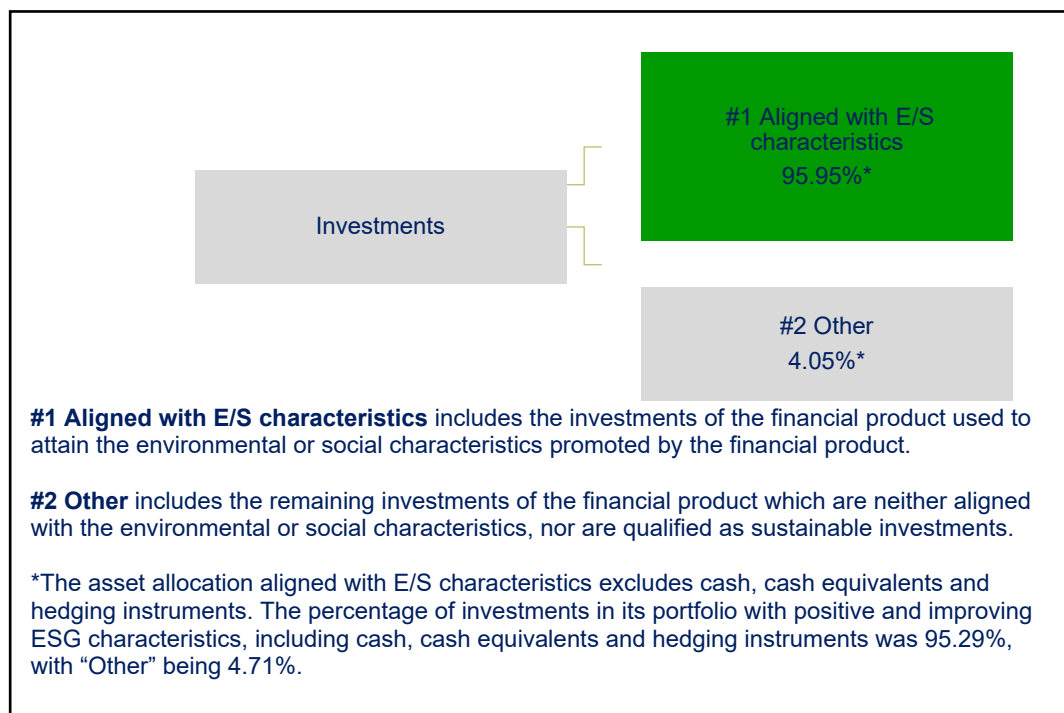 #1 Aligned with E/S
characteristics
95.95%*
Investments
#2 Other
4.05%*
#1 Aligned with E/S characteristics includes the investments of the financial product used to
attain the environmental or social characteristics promoted by the financial product.
#2 Other includes the remaining investments of the financial product which are neither aligned
with the environmental or social characteristics, nor are qualified as sustainable investments.
*The asset allocation aligned with E/S characteristics excludes cash, cash equivalents and
hedging instruments. The percentage of investments in its portfolio with positive and improving
ESG characteristics, including cash, cash equivalents and hedging instruments was 95.29%,
with “Other” being 4.71%.